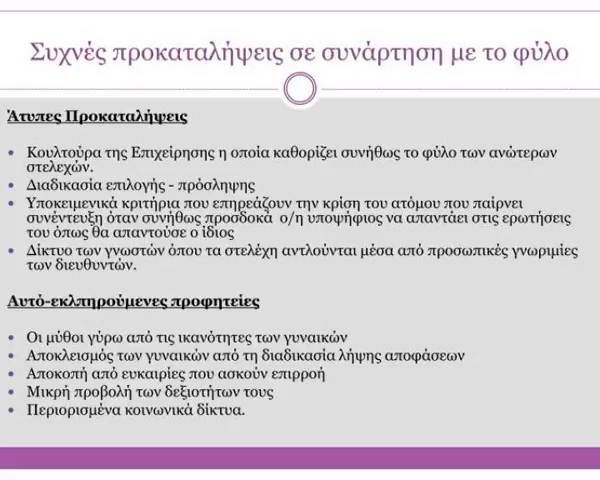 Συχνές προκαταλήψεις σε συνάρτηση με το φύλο
Άτυπες Προκαταλήψεις
• Κουλτούρα της Επιχείρησης η οποία καθορίζει συνήθως το φύλο των ανώτερων
στελεχών.
• Διαδικασία επιλογής - πρόσληψης
• Υποκειμενικά κριτήρια που επηρεάζουν την κρίση του ατόμου που παίρνει
συνέντευξη όταν συνήθως προσδοκά ο/η υποψήφιος να απαντάει στις ερωτήσεις
του όπως θα απαντούσε ο ίδιος
• Δίκτυο των γνωστών όπου τα στελέχη αντλούνται μέσα από προσωπικές γνωριμίες
των διευθυντών.
Αυτό-εκλπηρούμενες προφητείες
• Οι μύθοι γύρω από τις ικανότητες των γυναικών
• Αποκλεισμός των γυναικών από τη διαδικασία λήψης αποφάσεων
• Αποκοπή από ευκαιρίες που ασκούν επιρροή
• Μικρή προβολή των δεξιοτήτων τους
• Περιορισμένα κοινωνικά δίκτυα.